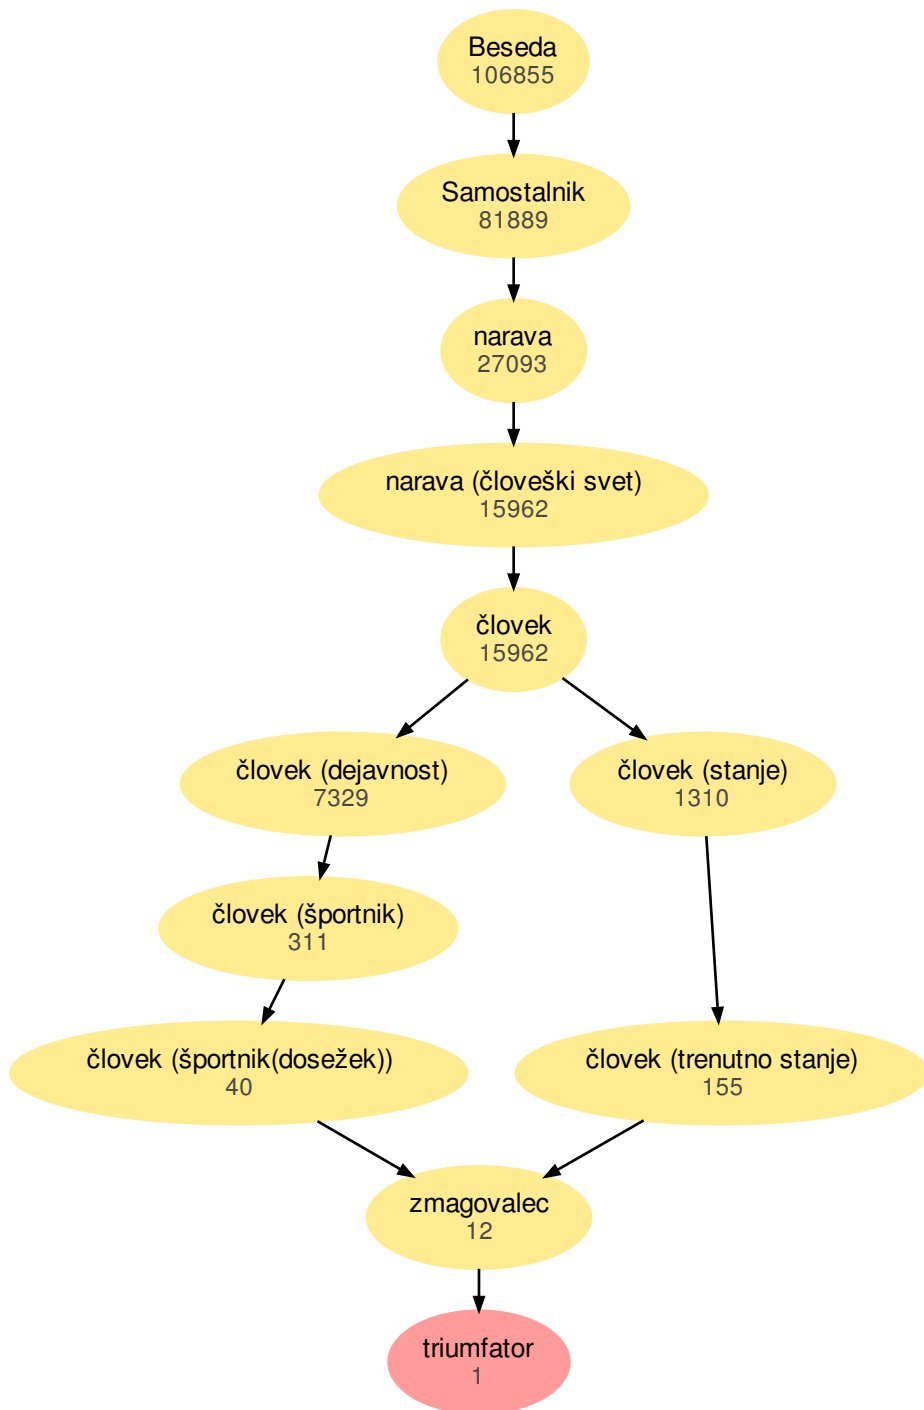 Beseda
106855
Samostalnik
81889
narava
27093
narava (človeški svet)
15962
človek
15962
človek (dejavnost)
7329
človek (stanje)
1310
človek (športnik)
311
človek (športnik(dosežek))
40
človek (trenutno stanje)
155
zmagovalec
12
triumfator
1